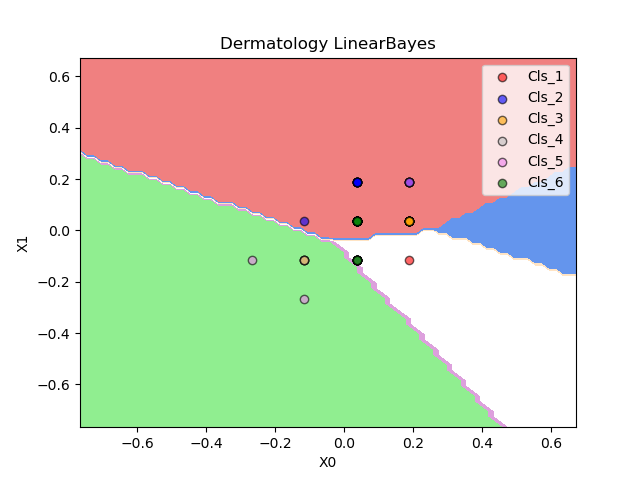 Dermatology LinearBayes
0.6
0.4
0.2
0.0
−0.2
−0.4
−0.6
X1
Cls_1
Cls_2
Cls_3
Cls_4
Cls_5
Cls_6
−0.6 −0.4 −0.2 0.0 0.2 0.4 0.6
X0